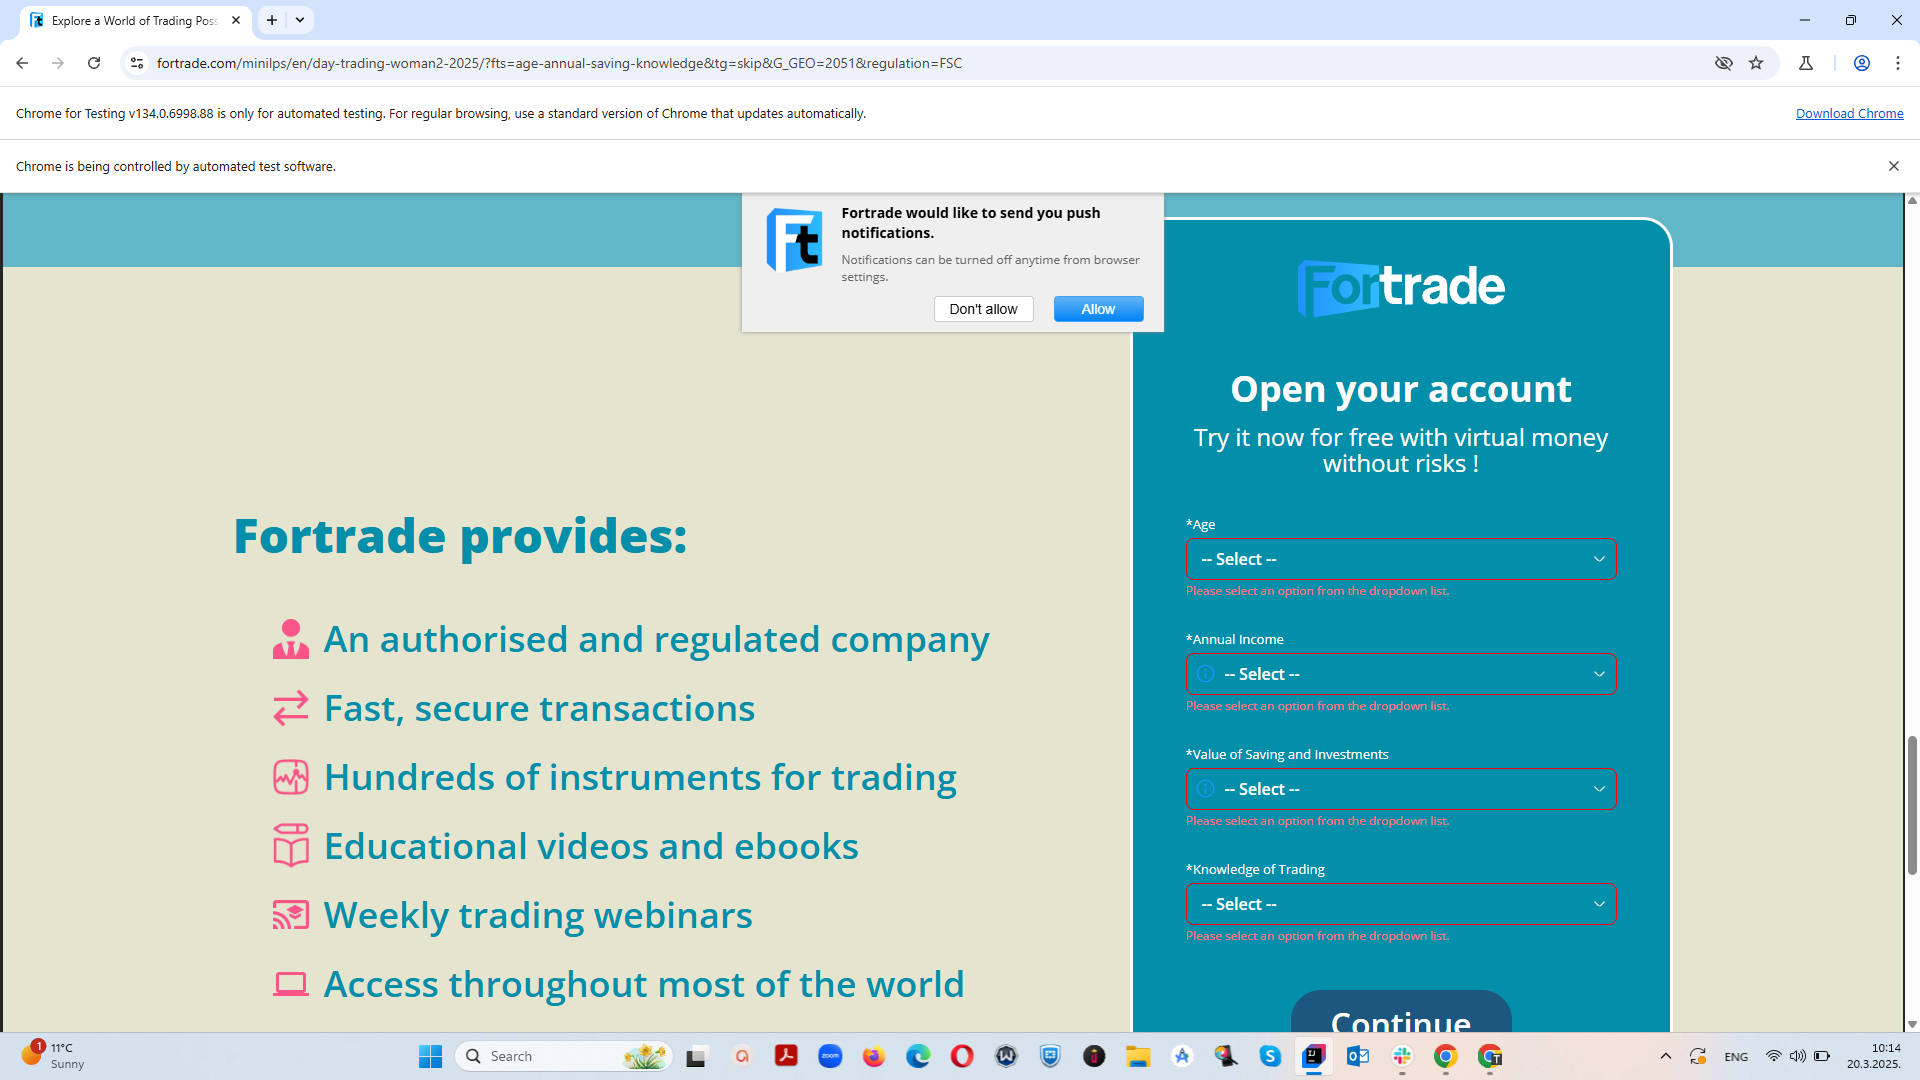 Explore a World of Trading Poss
fortrade.com/minilps/en/day-trading-woman2-2025/?fts=age-annual-saving-knowledge&tg=skip&G_GEO=2051&regulation=FSC
Chrome for Testing v134.0.6998.88 is only for automated testing. For regular browsing, use a standard version of Chrome that updates automatically.
Download Chrome
Chrome is being controlled by automated test software.
Ft
Fortrade would like to send you push
notifications.
Notifications can be turned off anytime from browser
settings.
Don't allow
Allow
Fortrade
Open your account
Try it now for free with virtual money
without risks !
*Age
-- Select --
Please select an option from the dropdown list.
*Annual Income
-- Select --
Please select an option from the dropdown list.
*Value of Saving and Investments
-- Select --
Please select an option from the dropdown list.
*Knowledge of Trading
-- Select --
Please select an option from the dropdown list.
Continue
Fortrade provides:
An authorised and regulated company
Fast, secure transactions
Hundreds of instruments for trading
Educational videos and ebooks
Weekly trading webinars
Access throughout most of the world
1
11°C
Sunny
Search
zoom
ENG
10:14
20.3.2025.